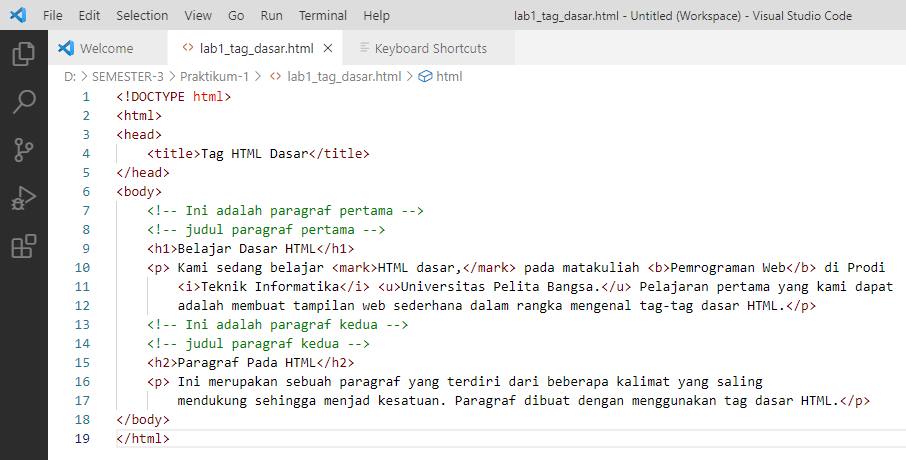 File Edit Selection View Go Run Terminal Help lab1_tag_dasar.html - Untitled (Workspace) - Visual Studio Code
Welcome <> lab1_tag_dasar.html × Keyboard Shortcuts
D: > SEMESTER-3 > Praktikum-1 > <> lab1_tag_dasar.html > html
1 <!DOCTYPE html>
2 <html>
3 <head>
4 <title>Tag HTML Dasar</title>
5 </head>
6 <body>
7 <!-- Ini adalah paragraf pertama -->
8 <!-- judul paragraf pertama -->
9 <h1>Belajar Dasar HTML</h1>
10 <p> Kami sedang belajar <mark>HTML dasar,</mark> pada matakuliah <b>Pemrograman Web</b> di Prodi
11 <i>Teknik Informatika</i> <u>Universitas Pelita Bangsa.</u> Pelajaran pertama yang kami dapat
12 adalah membuat tampilan web sederhana dalam rangka mengenal tag-tag dasar HTML.</p>
13 <!-- Ini adalah paragraf kedua -->
14 <!-- judul paragraf kedua -->
15 <h2>Paragraf Pada HTML</h2>
16 <p> Ini merupakan sebuah paragraf yang terdiri dari beberapa kalimat yang saling
17 mendukung sehingga menjad kesatuan. Paragraf dibuat dengan menggunakan tag dasar HTML.</p>
18 </body>
19 </html>